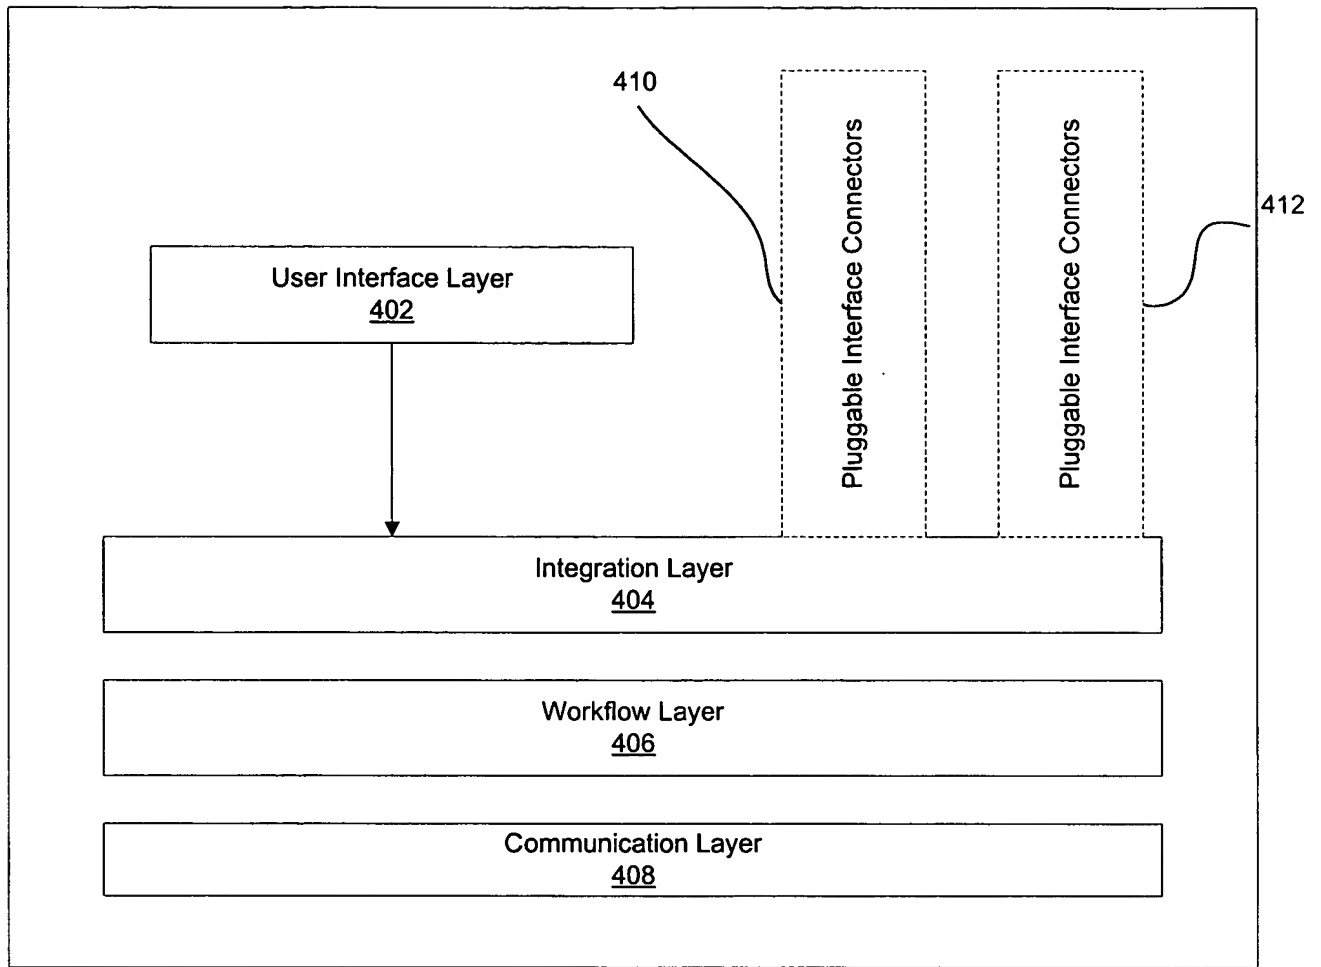 410
Pluggable Interface Connectors
Pluggable Interface Connectors
412
User Interface Layer
402
Integration Layer
404
Workflow Layer
406
Communication Layer
408